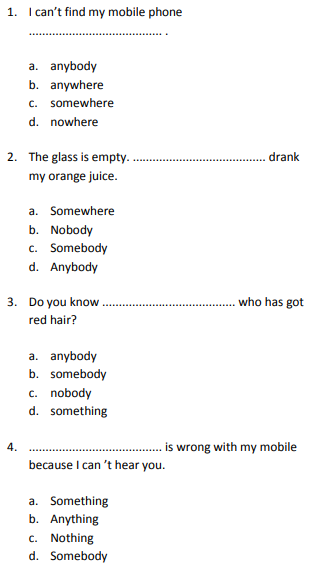 1. I can't find my mobile phone
.......................................... .
a. anybody
b. anywhere
c. somewhere
d. nowhere
2. The glass is empty. .......................................... drank
my orange juice.
a. Somewhere
b. Nobody
c. Somebody
d. Anybody
3. Do you know .......................................... who has got
red hair?
a. anybody
b. somebody
c. nobody
d. something
4. .......................................... is wrong with my mobile
because I can 't hear you.
a. Something
b. Anything
c. Nothing
d. Somebody